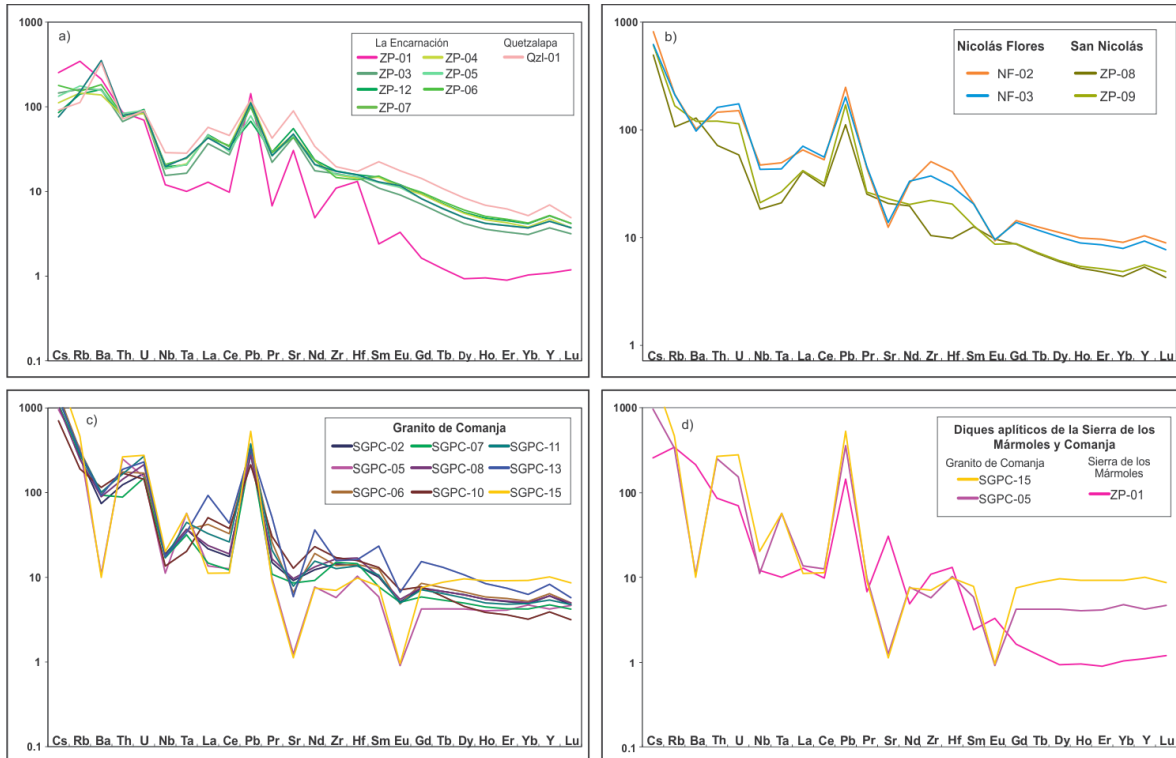 a)
1000
100
10
1
0.1
La Encarnación Quetzalapa
ZP-01 ZP-04 Qzl-01
ZP-03 ZP-05
ZP-12 ZP-06
ZP-07
Cs Rb Ba Th U Nb Ta La Ce Pb Pr Sr Nd Zr Hf Sm Eu Gd Tb Dy Ho Er Yb Y Lu
b)
1000
100
10
1
Nicolás Flores San Nicolás
NF-02 ZP-08
NF-03 ZP-09
Cs Rb Ba Th U Nb Ta La Ce Pb Pr Sr Nd Zr Hf Sm Eu Gd Tb Dy Ho Er Yb Y Lu
c)
1000
100
10
1
0.1
Granito de Comanja
SGPC-02 SGPC-07 SGPC-11
SGPC-05 SGPC-08 SGPC-13
SGPC-06 SGPC-10 SGPC-15
Cs Rb Ba Th U Nb Ta La Ce Pb Pr Sr Nd Zr Hf Sm Eu Gd Tb Dy Ho Er Yb Y Lu
d)
1000
100
10
1
0.1
Diques aplíticos de la Sierra de los
Mármoles y Comanja
Granito de Comanja Sierra de los
Mármoles
SGPC-15
SGPC-05 ZP-01
Cs Rb Ba Th U Nb Ta La Ce Pb Pr Sr Nd Zr Hf Sm Eu Gd Tb Dy Ho Er Yb Y Lu